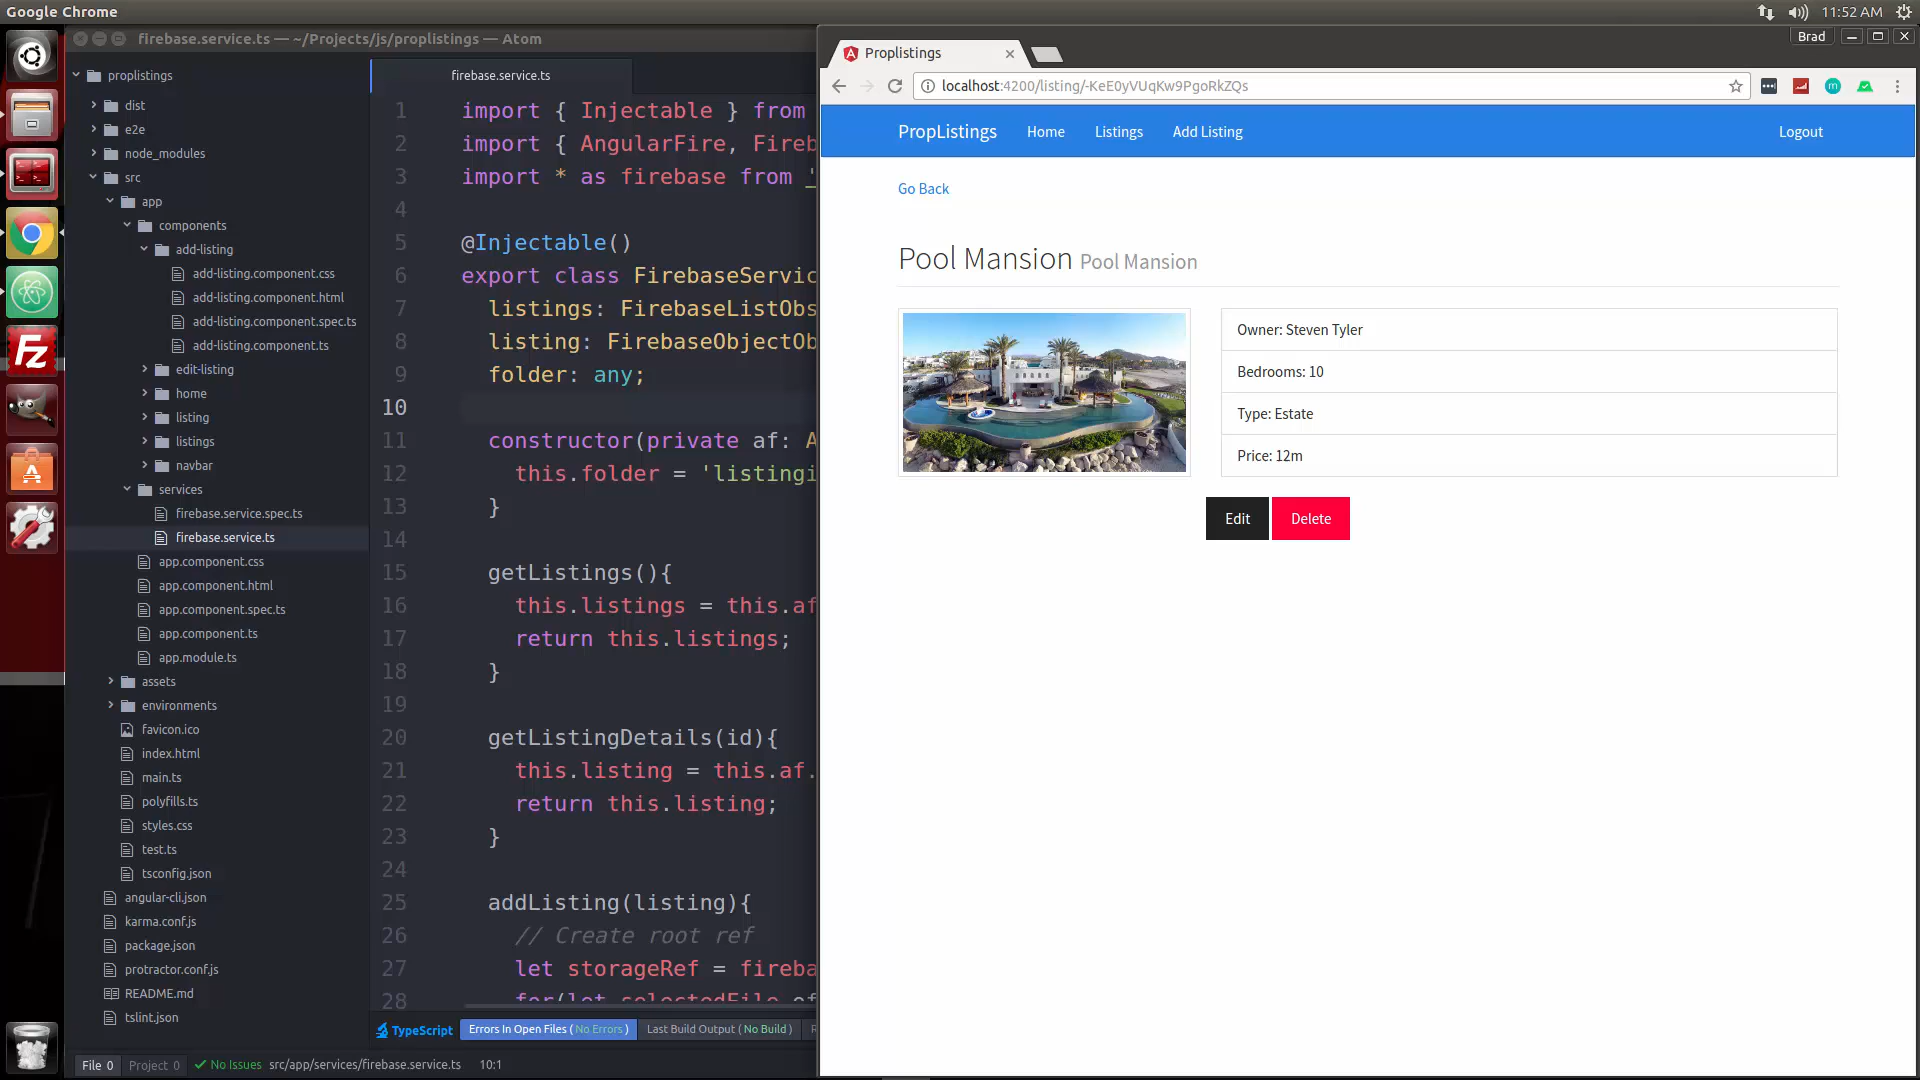 Google Chrome
11:52 AM
firebase.service.ts — ~/Projects/js/proplistings — Atom
proplistings
dist
e2e
node_modules
src
app
components
add-listing
add-listing.component.css
add-listing.component.html
add-listing.component.spec.ts
add-listing.component.ts
edit-listing
home
listing
listings
navbar
services
firebase.service.spec.ts
firebase.service.ts
app.component.css
app.component.html
app.component.spec.ts
app.component.ts
app.module.ts
assets
environments
favicon.ico
index.html
main.ts
polyfills.ts
styles.css
test.ts
tsconfig.json
angular-cli.json
karma.conf.js
package.json
protractor.conf.js
README.md
tslint.json
firebase.service.ts
1 import { Injectable } from
2 import { AngularFire, Fireb
3 import * as firebase from '
4
5 @Injectable()
6 export class FirebaseServic
7 listings: FirebaseListObs
8 listing: FirebaseObjectOb
9 folder: any;
10
11 constructor(private af: A
12 this.folder = 'listingi
13 }
14
15 getListings(){
16 this.listings = this.af
17 return this.listings;
18 }
19
20 getListingDetails(id){
21 this.listing = this.af.
22 return this.listing;
23 }
24
25 addListing(listing){
26 // Create root ref
27 let storageRef = fireba
28 for(let selectedFile of
TypeScript Errors In Open Files ( No Errors ) Last Build Output ( No Build ) R
File 0 Project 0 No Issues src/app/services/firebase.service.ts 10:1
Brad
Proplistings
localhost:4200/listing/-KeE0yVUqKw9PgoRkZQs
PropListings Home Listings Add Listing Logout
Go Back
Pool Mansion Pool Mansion
Owner: Steven Tyler
Bedrooms: 10
Type: Estate
Price: 12m
Edit Delete